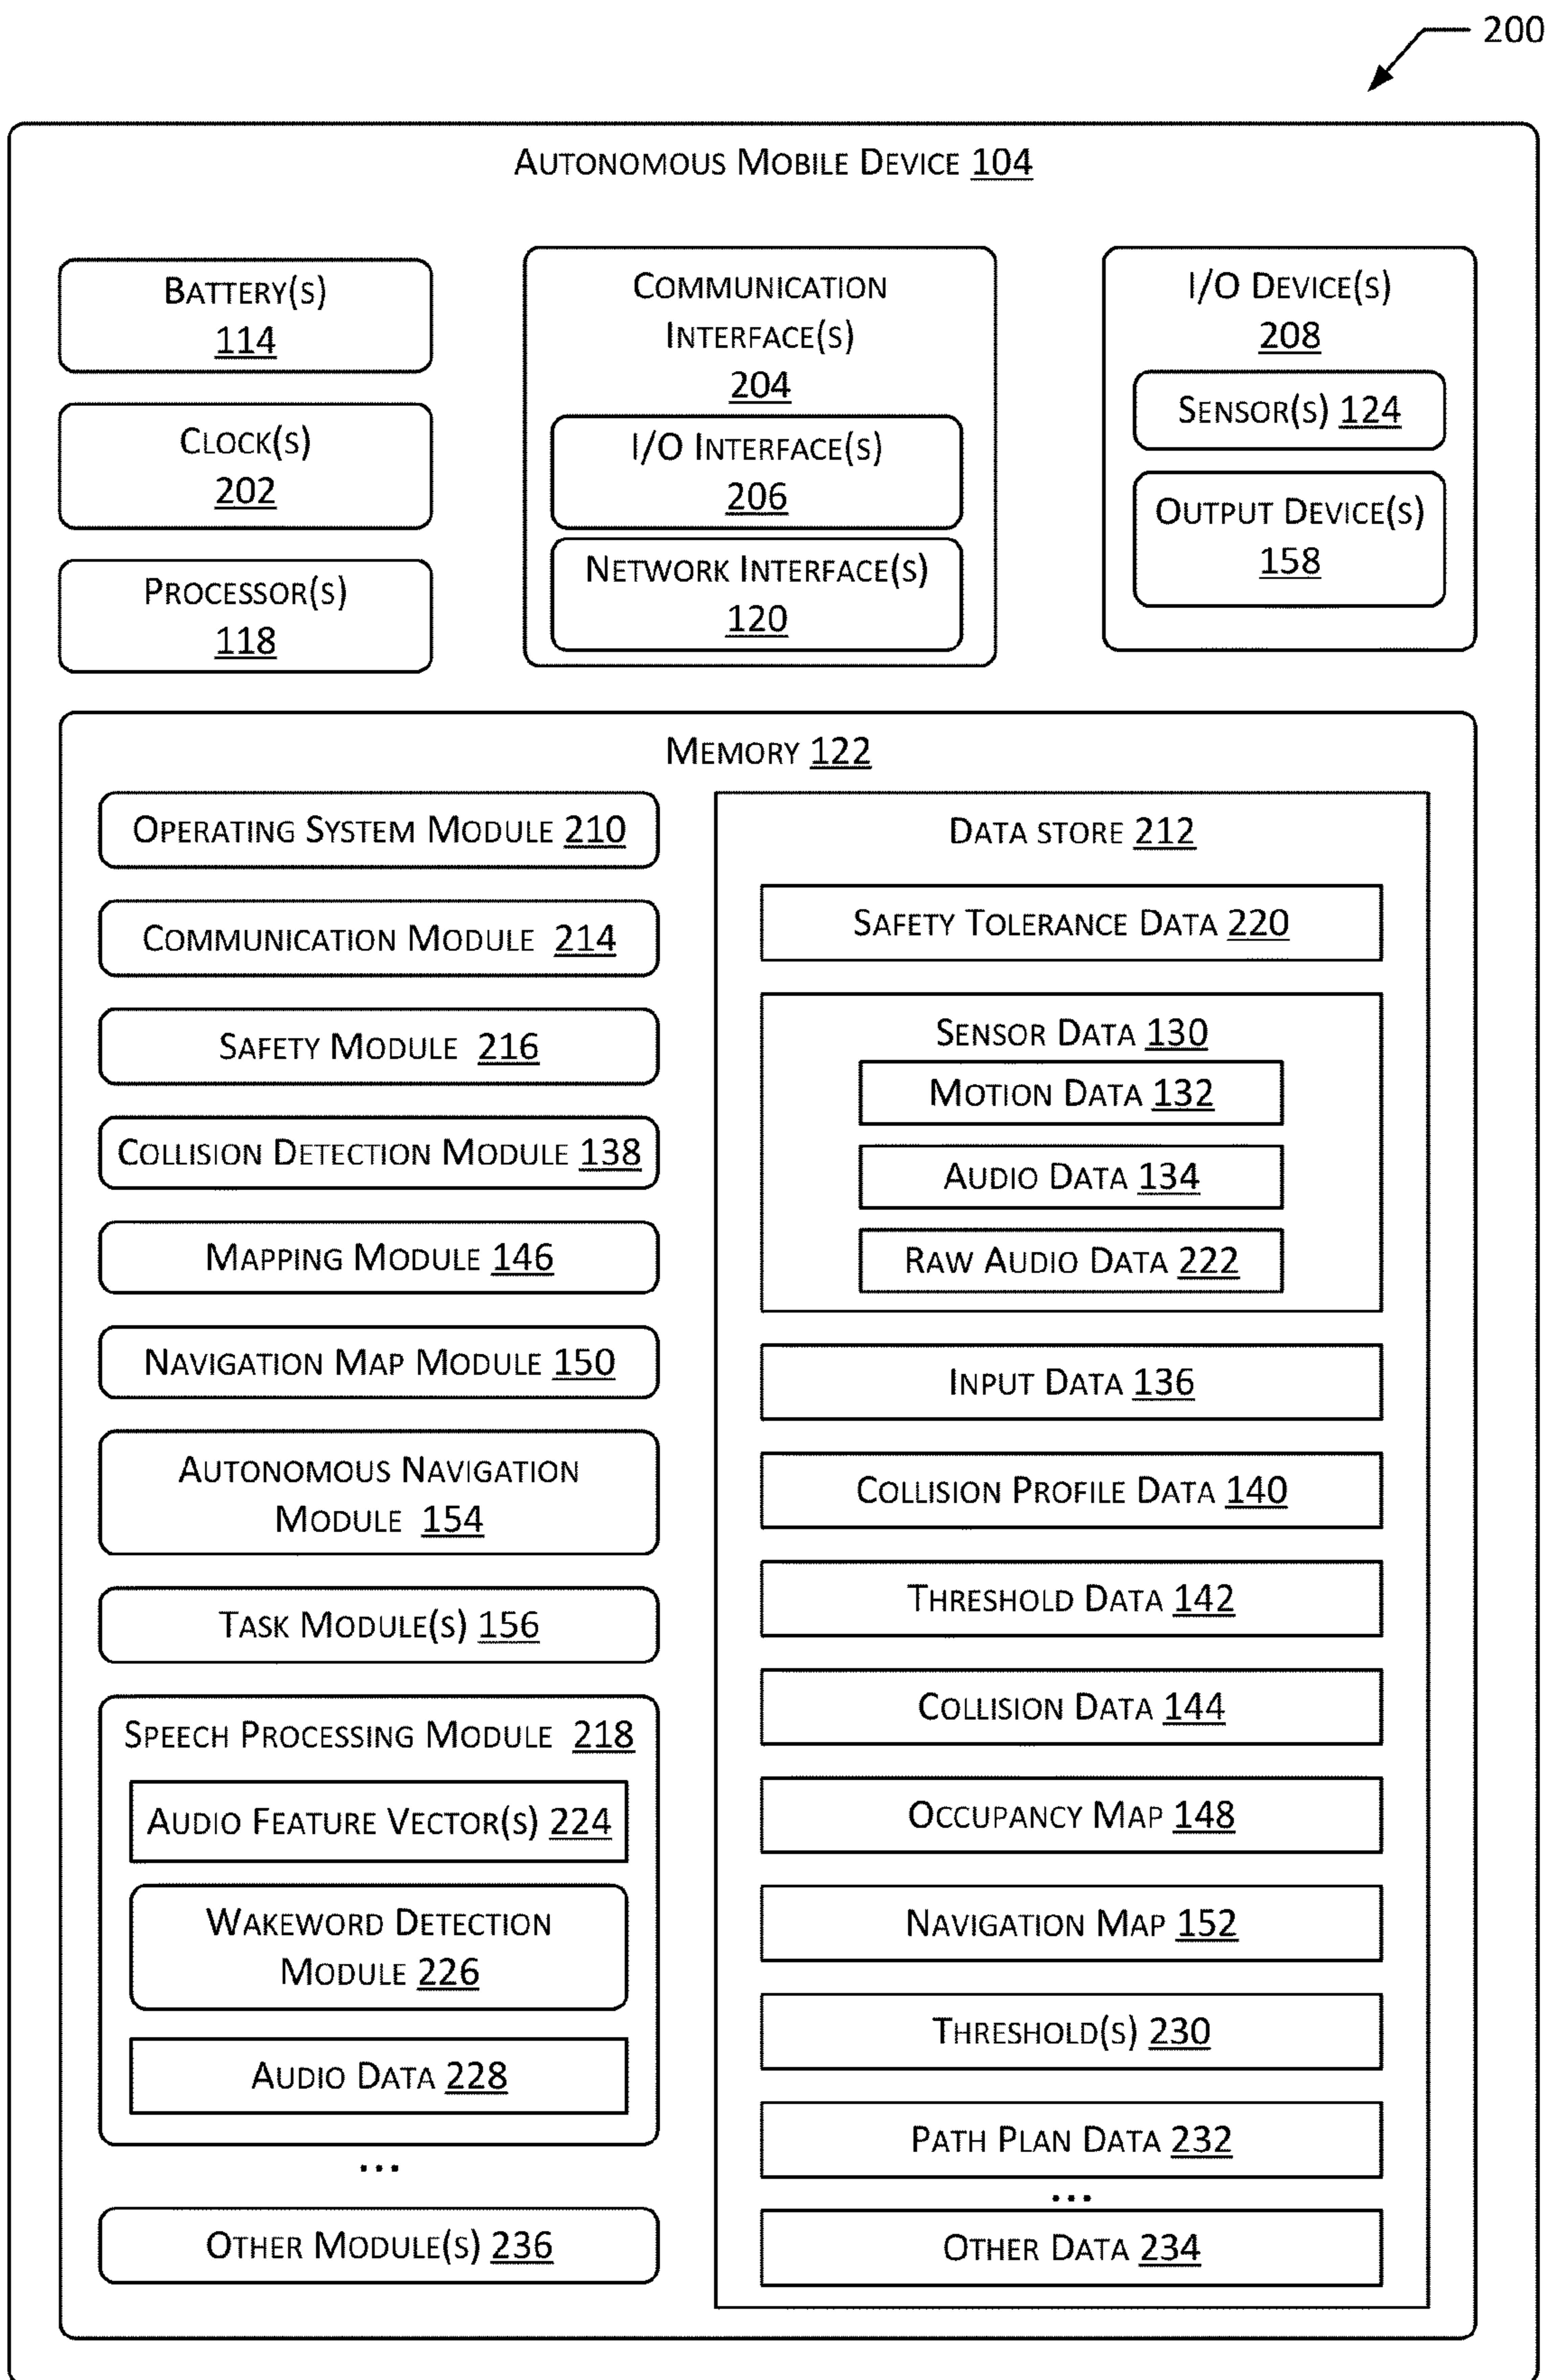 200
AUTONOMOUS MOBILE DEVICE 104
BATTERY(S)
114
CLOCK(S)
202
PROCESSOR(S)
118
COMMUNICATION
INTERFACE(S)
204
I/O INTERFACE(S)
206
NETWORK INTERFACE(S)
120
I/O DEVICE(S)
208
SENSOR(S) 124
OUTPUT DEVICE(S)
158
MEMORY 122
OPERATING SYSTEM MODULE 210
COMMUNICATION MODULE 214
SAFETY MODULE 216
COLLISION DETECTION MODULE 138
MAPPING MODULE 146
NAVIGATION MAP MODULE 150
AUTONOMOUS NAVIGATION
MODULE 154
TASK MODULE(S) 156
SPEECH PROCESSING MODULE 218
AUDIO FEATURE VECTOR(S) 224
WAKEWORD DETECTION
MODULE 226
AUDIO DATA 228
...
OTHER MODULE(S) 236
DATA STORE 212
SAFETY TOLERANCE DATA 220
SENSOR DATA 130
MOTION DATA 132
AUDIO DATA 134
RAW AUDIO DATA 222
INPUT DATA 136
COLLISION PROFILE DATA 140
THRESHOLD DATA 142
COLLISION DATA 144
OCCUPANCY MAP 148
NAVIGATION MAP 152
THRESHOLD(S) 230
PATH PLAN DATA 232
...
OTHER DATA 234